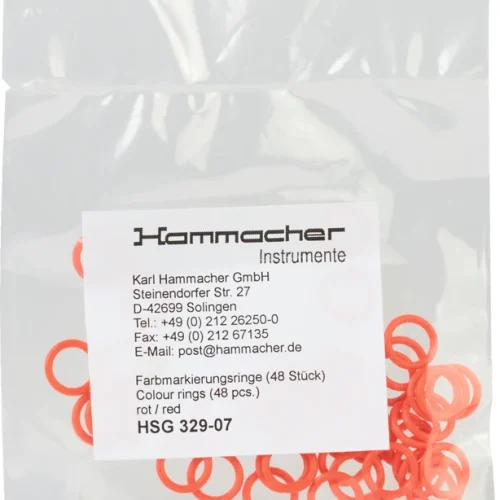 Hammacher
Instrumente
Karl Hammacher GmbH
Steinendorfer Str. 27
D-42699 Solingen
Tel.: +49 (0) 212 26250-0
Fax: +49 (0) 212 67135
E-Mail: post@hammacher.de
Farbmarkierungsringe (48 Stück)
Colour rings (48 pcs.)
rot / red
HSG 329-07